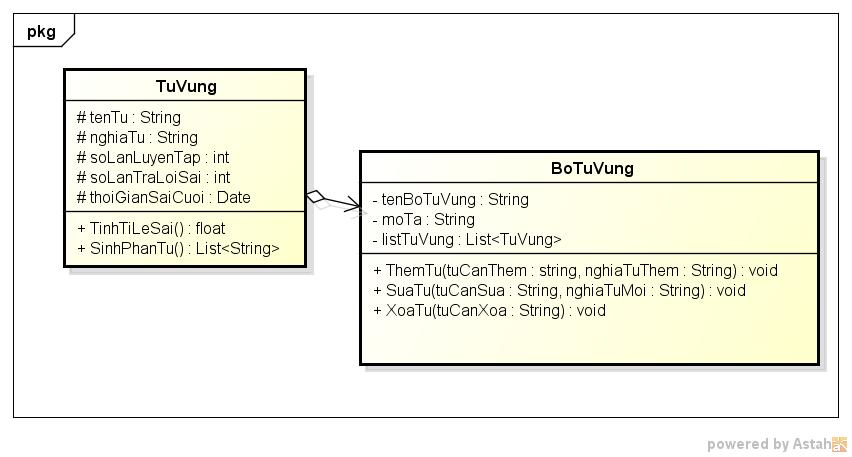 pkg
TuVung
# tenTu : String
# nghiaTu : String
# soLanLuyenTap : int
# soLanTraLoiSai : int
# thoiGianSaiCuoi : Date
+ TinhTiLeSai() : float
+ SinhPhanTu() : List<String>
BoTuVung
- tenBoTuVung : String
- moTa : String
- listTuVung : List<TuVung>
+ ThemTu(tuCanThem : string, nghiaTuThem : String) : void
+ SuaTu(tuCanSua : String, nghiaTuMoi : String) : void
+ XoaTu(tuCanXoa : String) : void
powered by Astah